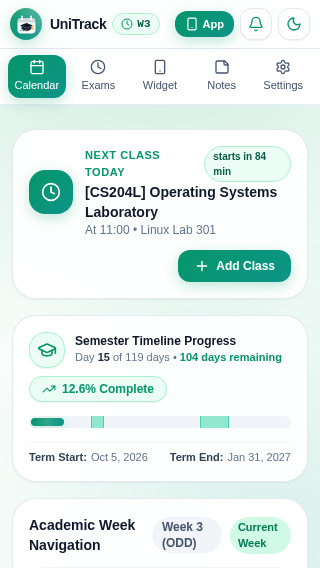 UniTrack W3 App
Calendar Exams Widget Notes Settings
NEXT CLASS TODAY
starts in 84 min
[CS204L] Operating Systems
Laboratory
At 11:00 • Linux Lab 301
Add Class
Semester Timeline Progress
Day 15 of 119 days • 104 days remaining
12.6% Complete
Term Start: Oct 5, 2026 Term End: Jan 31, 2027
Academic Week
Navigation
Week 3
(ODD)
Current
Week